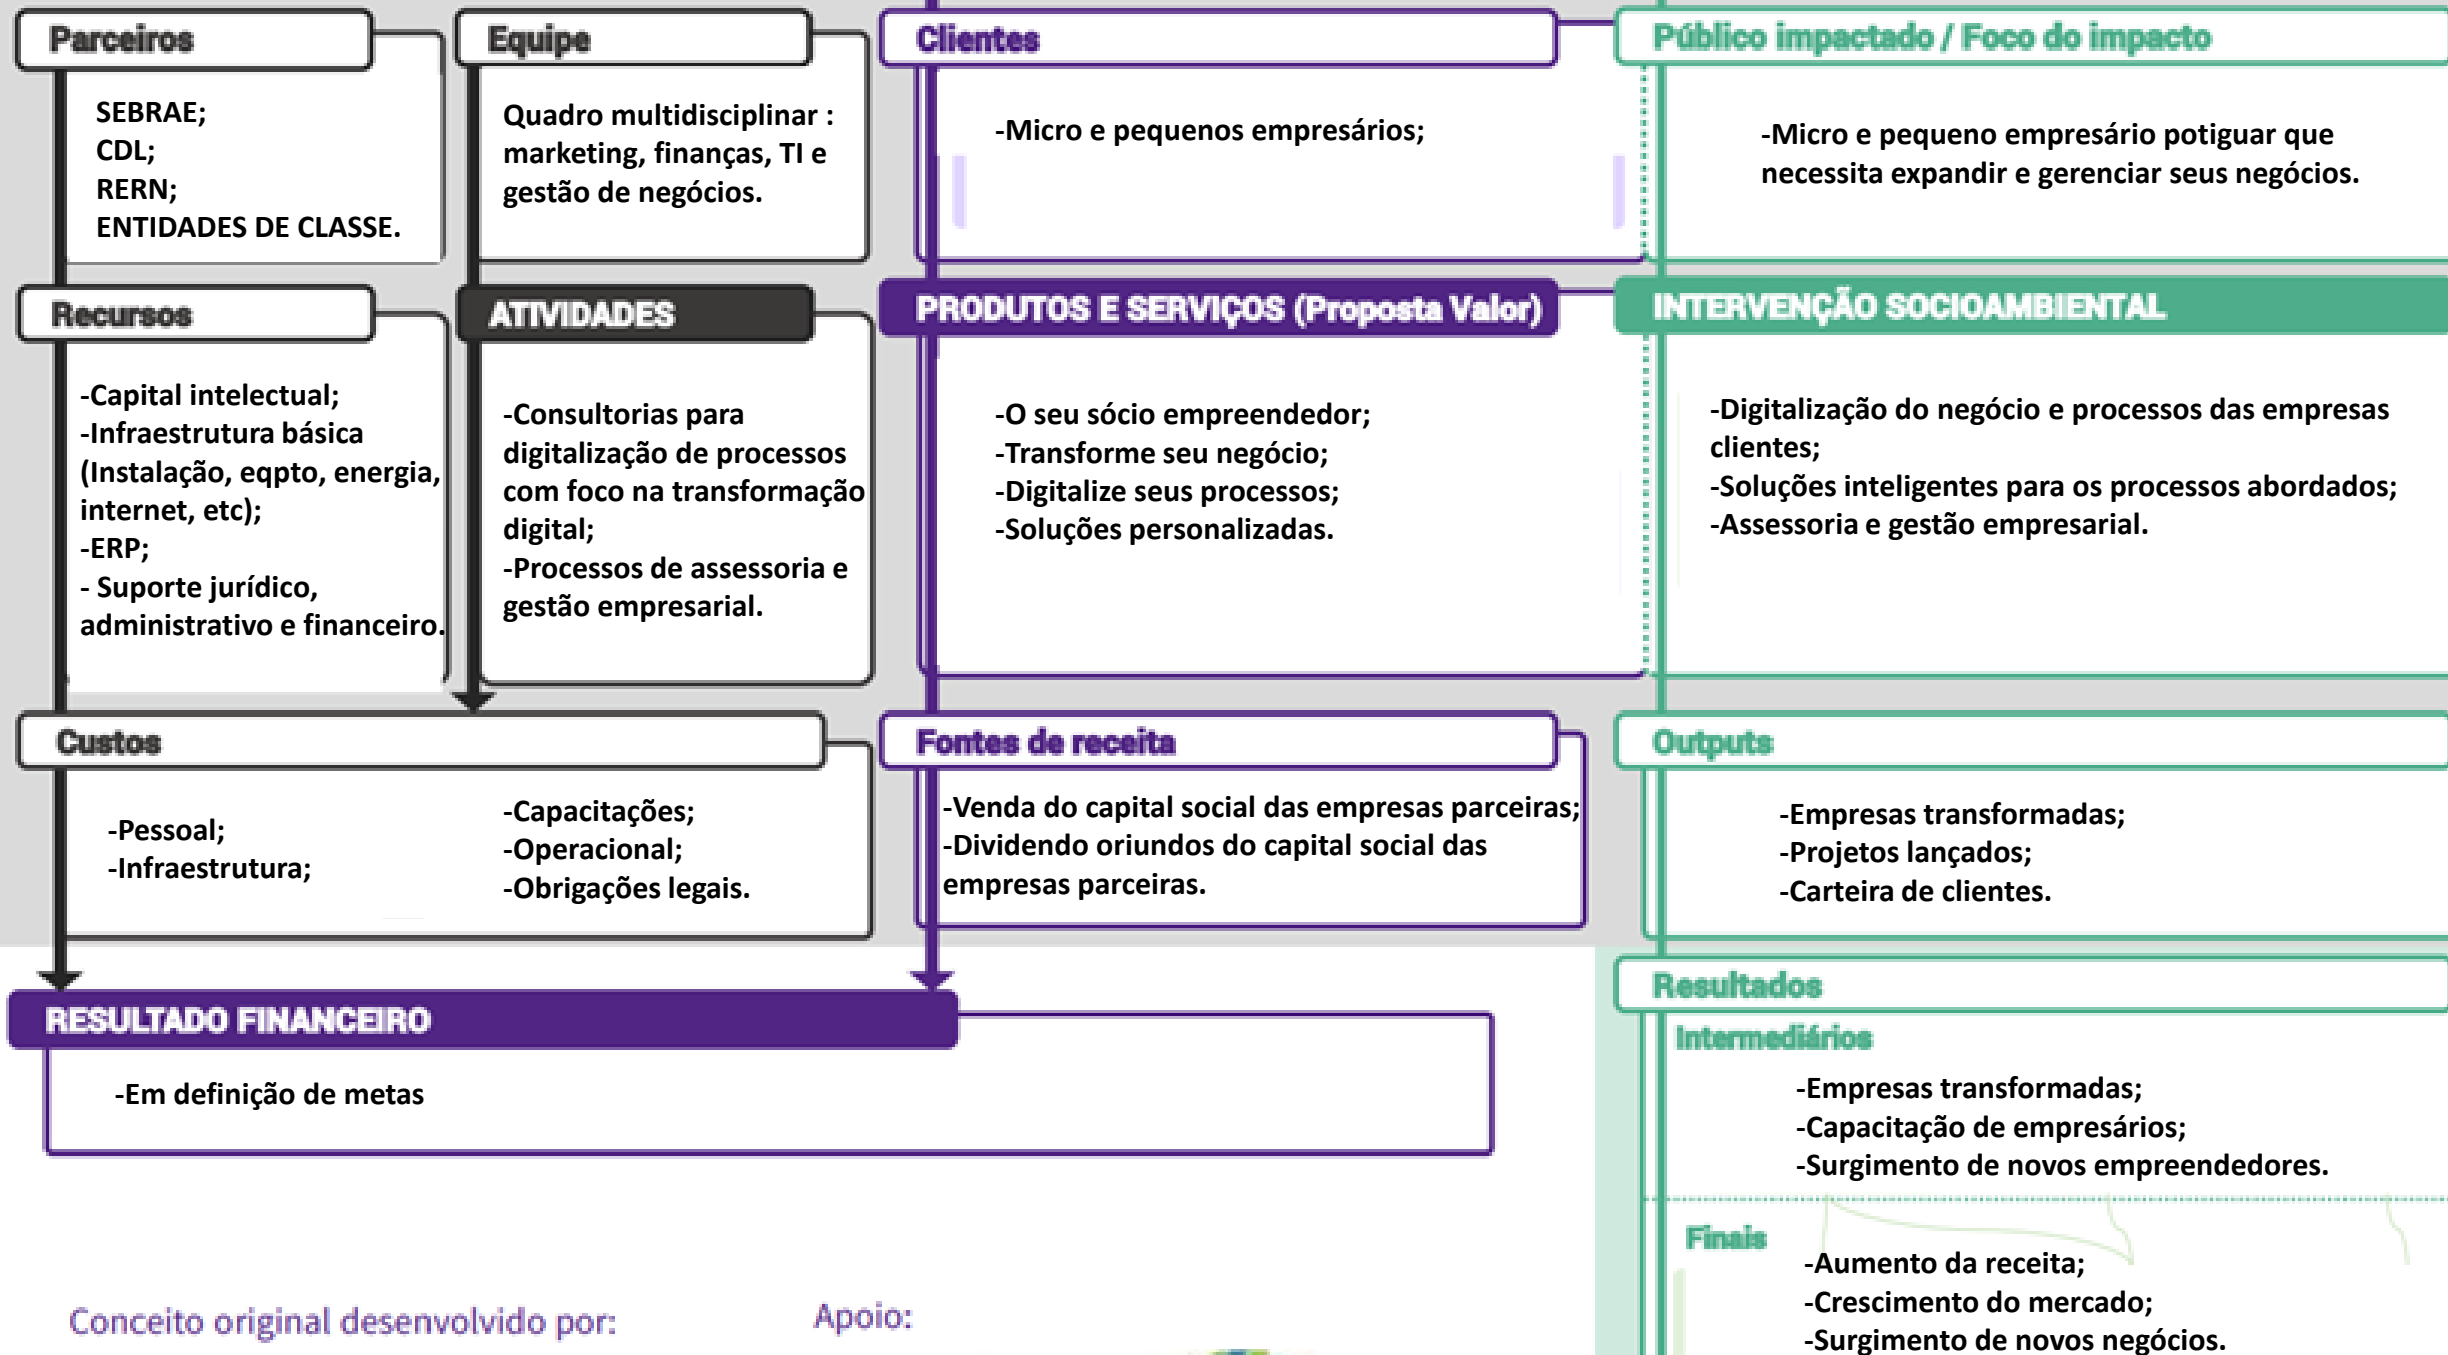 Parceiros
SEBRAE;
CDL;
RERN;
ENTIDADES DE CLASSE.
Equipe
Quadro multidisciplinar :
marketing, finanças, TI e
gestão de negócios.
Clientes
-Micro e pequenos empresários;
Público impactado / Foco do impacto
-Micro e pequeno empresário potiguar que
necessita expandir e gerenciar seus negócios.
Recursos
-Capital intelectual;
-Infraestrutura básica
(Instalação, eqpto, energia,
internet, etc);
-ERP;
- Suporte jurídico,
administrativo e financeiro.
ATIVIDADES
-Consultorias para
digitalização de processos
com foco na transformação
digital;
-Processos de assessoria e
gestão empresarial.
PRODUTOS E SERVIÇOS (Proposta Valor)
-O seu sócio empreendedor;
-Transforme seu negócio;
-Digitalize seus processos;
-Soluções personalizadas.
INTERVENÇÃO SOCIOAMBIENTAL
-Digitalização do negócio e processos das empresas
clientes;
-Soluções inteligentes para os processos abordados;
-Assessoria e gestão empresarial.
Custos
-Pessoal;
-Infraestrutura;
-Capacitações;
-Operacional;
-Obrigações legais.
Fontes de receita
-Venda do capital social das empresas parceiras;
-Dividendo oriundos do capital social das
empresas parceiras.
Outputs
-Empresas transformadas;
-Projetos lançados;
-Carteira de clientes.
RESULTADO FINANCEIRO
-Em definição de metas
Resultados
Intermediários
-Empresas transformadas;
-Capacitação de empresários;
-Surgimento de novos empreendedores.
Finais
-Aumento da receita;
-Crescimento do mercado;
-Surgimento de novos negócios.
Conceito original desenvolvido por:
Apoio: